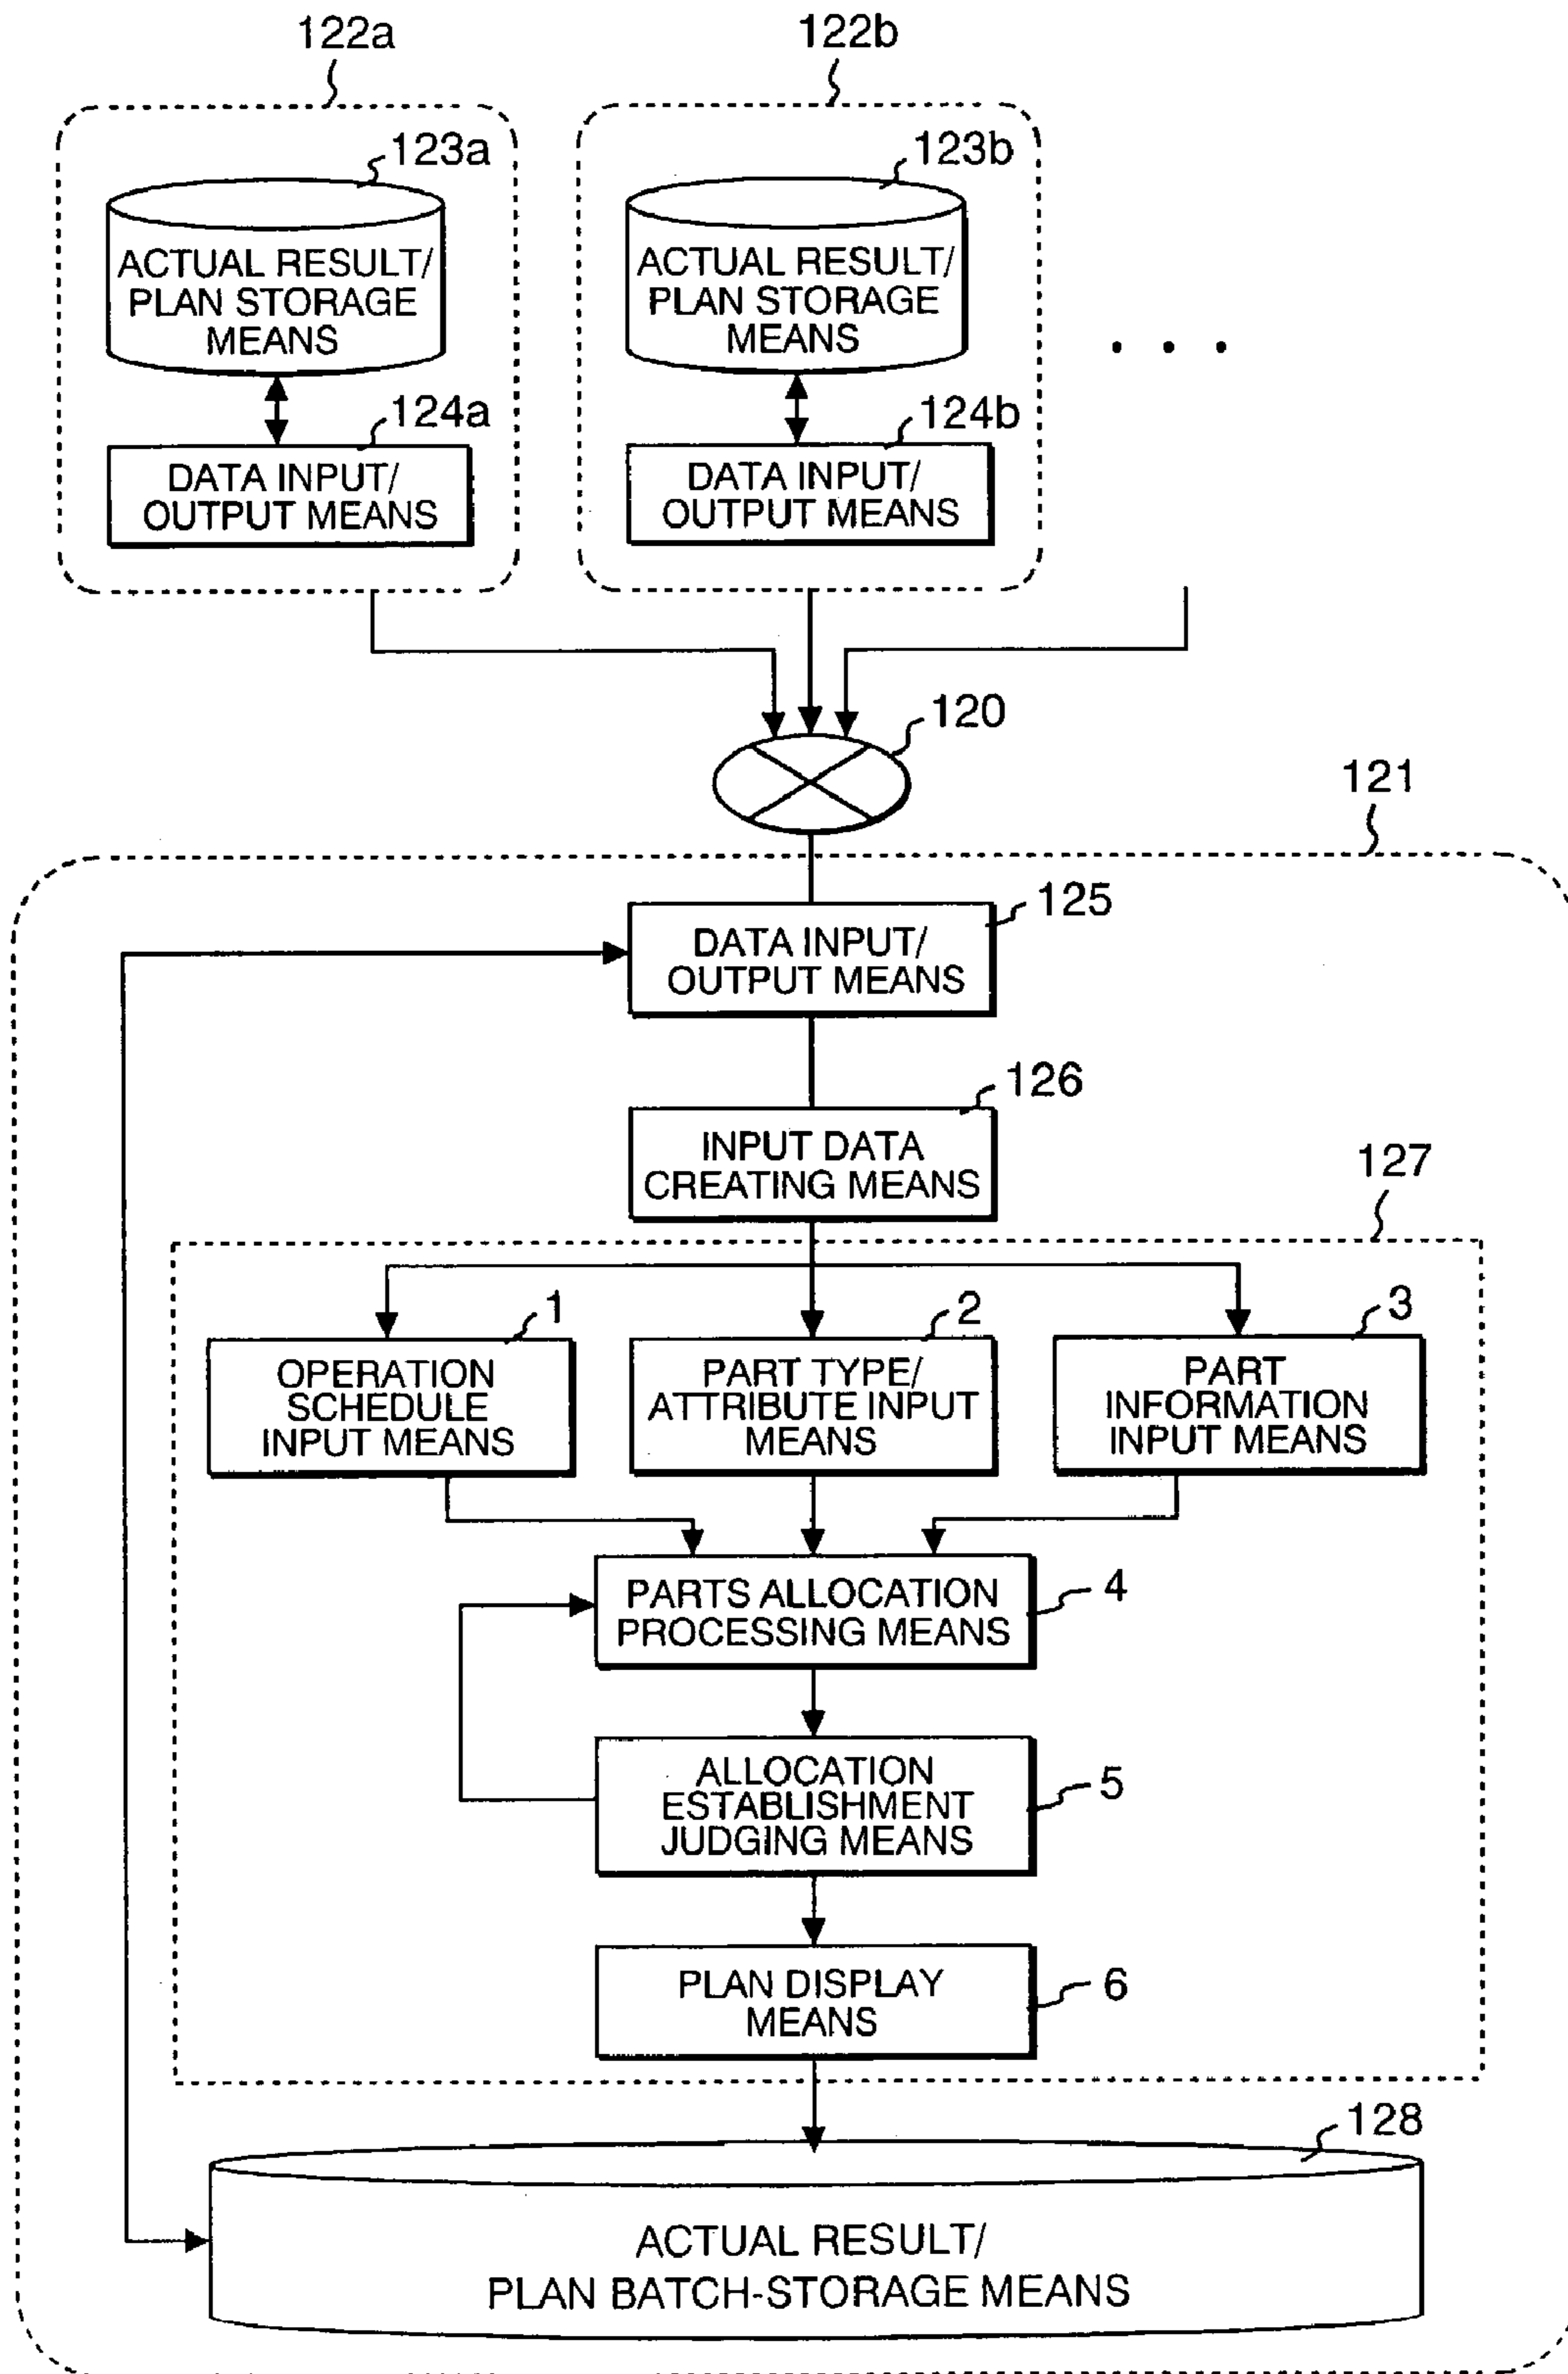 122a
122b
123a
123b
ACTUAL RESULT/
PLAN STORAGE
MEANS
ACTUAL RESULT/
PLAN STORAGE
MEANS
. . .
124a
124b
DATA INPUT/
OUTPUT MEANS
DATA INPUT/
OUTPUT MEANS
120
121
125
DATA INPUT/
OUTPUT MEANS
126
INPUT DATA
CREATING MEANS
127
1
2
3
OPERATION
SCHEDULE
INPUT MEANS
PART TYPE/
ATTRIBUTE INPUT
MEANS
PART
INFORMATION
INPUT MEANS
PARTS ALLOCATION
PROCESSING MEANS
4
ALLOCATION
ESTABLISHMENT
JUDGING MEANS
5
PLAN DISPLAY
MEANS
6
128
ACTUAL RESULT/
PLAN BATCH-STORAGE MEANS